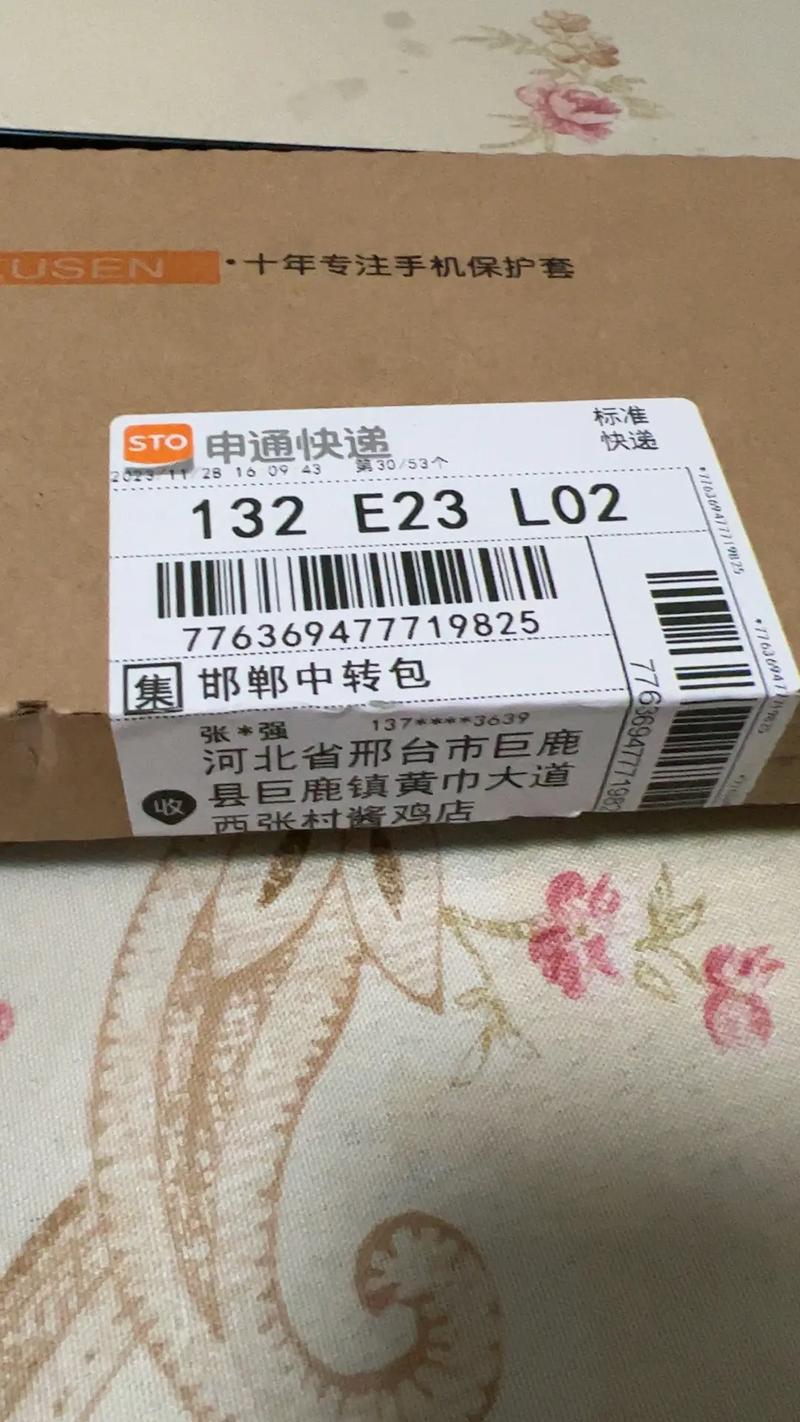 USEN
•十年专注手机保护套
STO 申通快递
标准
快递
2023/11/28 16 09 43 第30/53个
132 E23 L02
776369477719825
集 邯郸中转包
张*强 137****3639
河北省邢台市巨鹿
县巨鹿镇黄巾大道
收
西张村酱鸡店
776369477719825